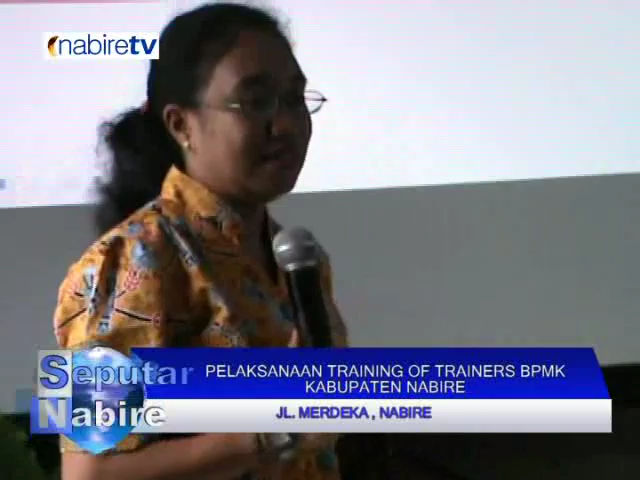 nabiretv
Seputar
Nabire
PELAKSANAAN TRAINING OF TRAINERS BPMK
KABUPATEN NABIRE
JL. MERDEKA , NABIRE